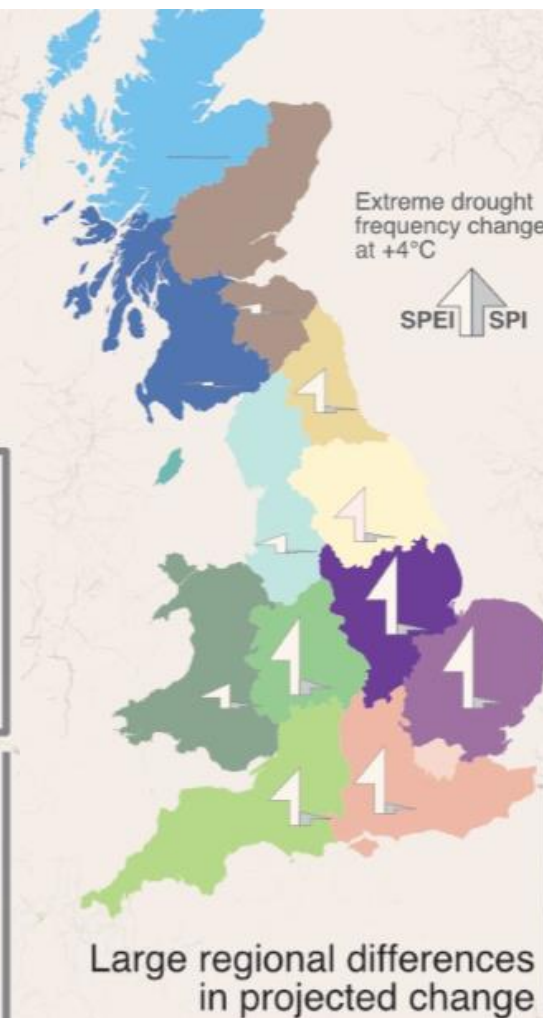 Extreme drought
frequency change
at +4°C
SPEI SPI
Large regional differences
in projected change